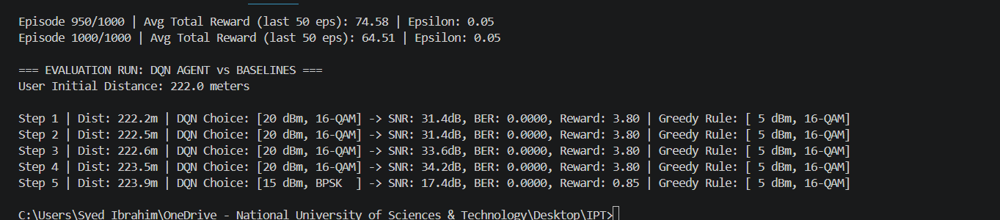 Episode 950/1000 | Avg Total Reward (last 50 eps): 74.58 | Epsilon: 0.05
Episode 1000/1000 | Avg Total Reward (last 50 eps): 64.51 | Epsilon: 0.05
=== EVALUATION RUN: DQN AGENT vs BASELINES ===
User Initial Distance: 222.0 meters
Step 1 | Dist: 222.2m | DQN Choice: [20 dBm, 16-QAM] -> SNR: 31.4dB, BER: 0.0000, Reward: 3.80 | Greedy Rule: [ 5 dBm, 16-QAM]
Step 2 | Dist: 222.5m | DQN Choice: [20 dBm, 16-QAM] -> SNR: 31.4dB, BER: 0.0000, Reward: 3.80 | Greedy Rule: [ 5 dBm, 16-QAM]
Step 3 | Dist: 222.6m | DQN Choice: [20 dBm, 16-QAM] -> SNR: 33.6dB, BER: 0.0000, Reward: 3.80 | Greedy Rule: [ 5 dBm, 16-QAM]
Step 4 | Dist: 223.5m | DQN Choice: [20 dBm, 16-QAM] -> SNR: 34.2dB, BER: 0.0000, Reward: 3.80 | Greedy Rule: [ 5 dBm, 16-QAM]
Step 5 | Dist: 223.9m | DQN Choice: [15 dBm, BPSK  ] -> SNR: 17.4dB, BER: 0.0000, Reward: 0.85 | Greedy Rule: [ 5 dBm, 16-QAM]
C:\Users\Syed Ibrahim\OneDrive - National University of Sciences & Technology\Desktop\IPT>